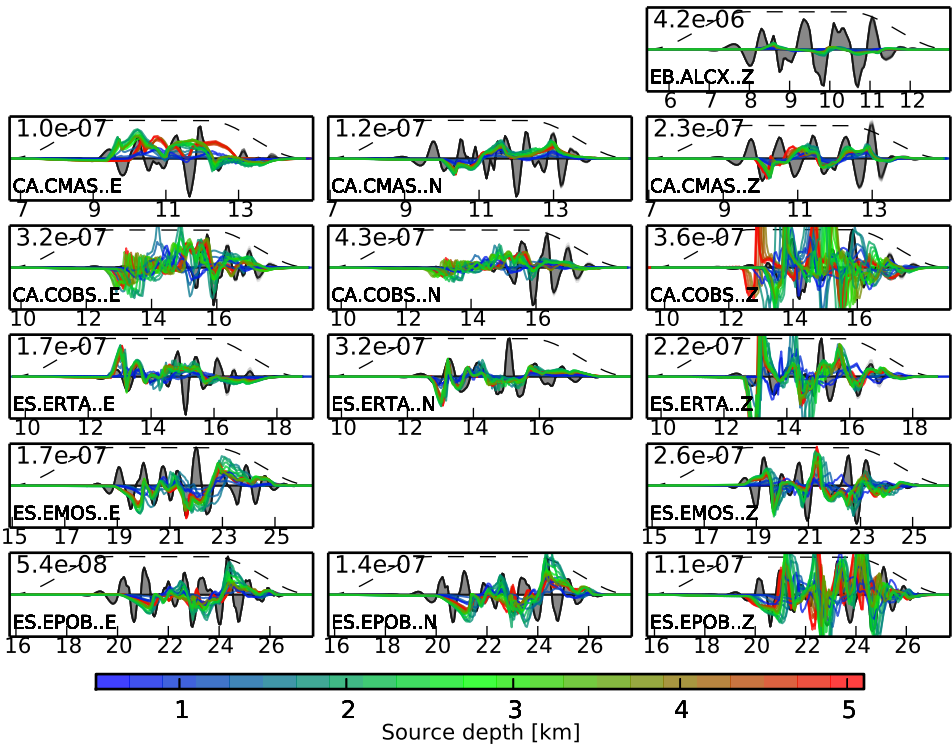 4.2e-06
EB.ALCX..Z
6 7 8 9 10 11 12
1.0e-07 1.2e-07 2.3e-07
CA.CMAS..E CA.CMAS..N CA.CMAS..Z
7 9 11 13 7 9 11 13 7 9 11 13
3.2e-07 4.3e-07 3.6e-07
CA.COBS..E CA.COBS..N CA.COBS..Z
10 12 14 16 10 12 14 16 10 12 14 16
1.7e-07 3.2e-07 2.2e-07
ES.ERTA..E ES.ERTA..N ES.ERTA..Z
10 12 14 16 18 10 12 14 16 10 12 14 16 18
1.7e-07 2.6e-07
ES.EMOS..E ES.EMOS..Z
15 17 19 21 23 25 15 17 19 21 23 25
5.4e-08 1.4e-07 1.1e-07
ES.EPOB..E ES.EPOB..N ES.EPOB..Z
16 18 20 22 24 26 16 18 20 22 24 26 16 18 20 22 24 26
1 2 3 4 5
Source depth [km]